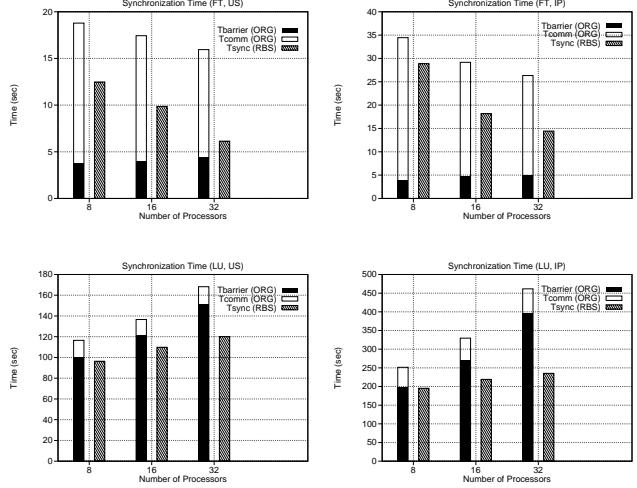 Synchronization Time (FT, US)
20
15
10
5
0
Time (sec)
8
16
32
Number of Processors
Tbarrier (ORG)
Tcomm (ORG)
Tsync (RBS)
Synchronization Time (FT, IP)
40
35
30
25
20
15
10
5
0
Time (sec)
8
16
32
Number of Processors
Tbarrier (ORG)
Tcomm (ORG)
Tsync (RBS)
Synchronization Time (LU, US)
180
160
140
120
100
80
60
40
20
0
Time (sec)
8
16
32
Number of Processors
Tbarrier (ORG)
Tcomm (ORG)
Tsync (RBS)
Synchronization Time (LU, IP)
500
450
400
350
300
250
200
150
100
50
0
Time (sec)
8
16
32
Number of Processors
Tbarrier (ORG)
Tcomm (ORG)
Tsync (RBS)